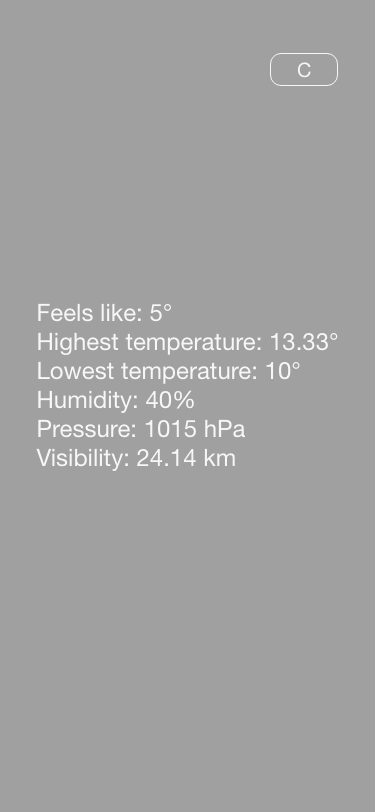 C
Feels like: 5°
Highest temperature: 13.33°
Lowest temperature: 10°
Humidity: 40%
Pressure: 1015 hPa
Visibility: 24.14 km